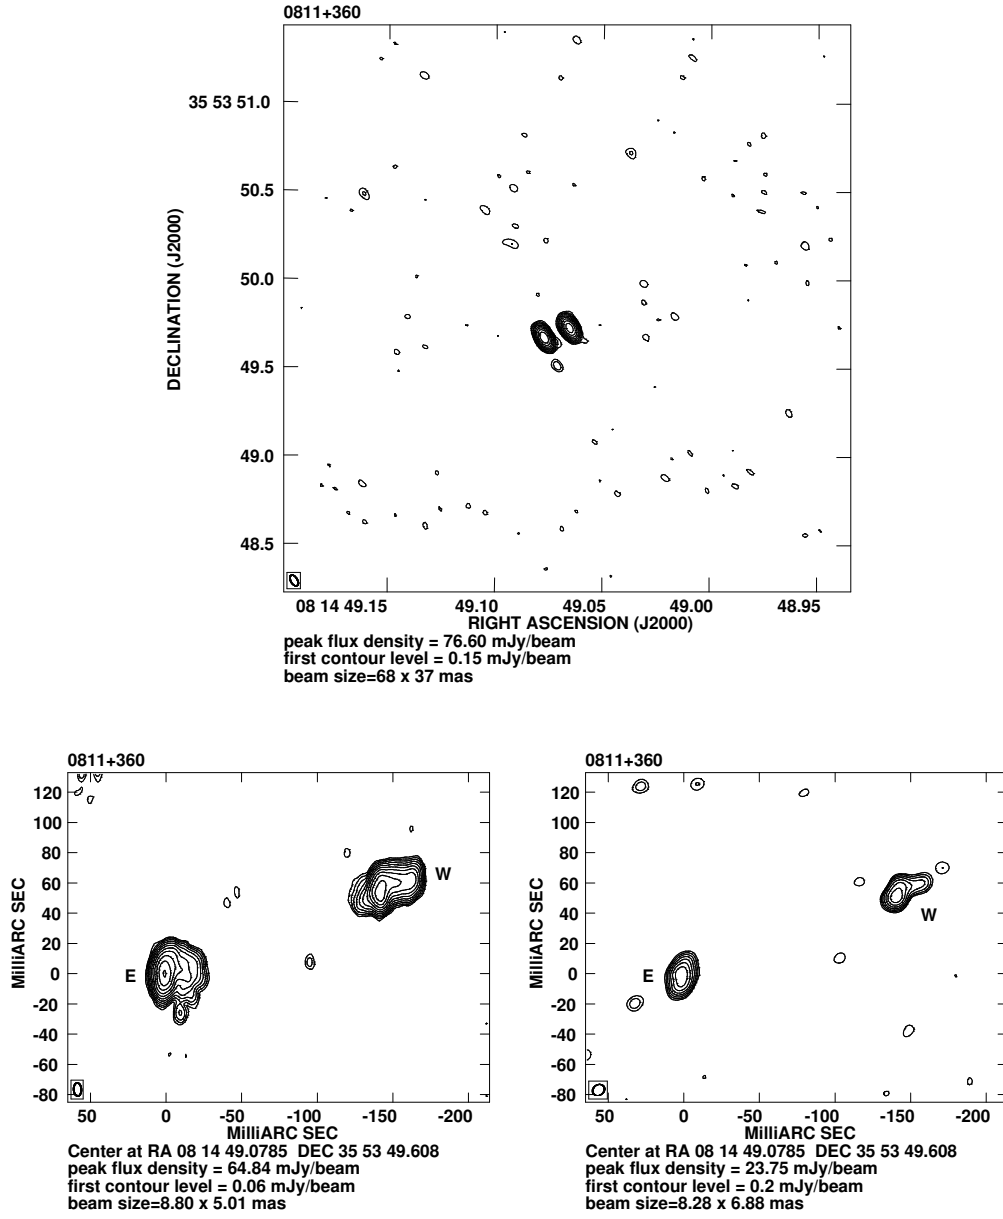 0811+360
35 53 51.0
50.5
50.0
49.5
49.0
48.5
DECLINATION (J2000)
08 14 49.15 49.10 49.05 49.00 48.95
RIGHT ASCENSION (J2000)
peak flux density = 76.60 mJy/beam
first contour level = 0.15 mJy/beam
beam size=68 x 37 mas
0811+360
120
100
80
60
40
20
0
-20
-40
-60
-80
MilliARC SEC
E
W
50 0 -50 -100 -150 -200
MilliARC SEC
Center at RA 08 14 49.0785 DEC 35 53 49.608
peak flux density = 64.84 mJy/beam
first contour level = 0.06 mJy/beam
beam size=8.80 x 5.01 mas
0811+360
120
100
80
60
40
20
0
-20
-40
-60
-80
MilliARC SEC
E
W
50 0 -50 -100 -150 -200
MilliARC SEC
Center at RA 08 14 49.0785 DEC 35 53 49.608
peak flux density = 23.75 mJy/beam
first contour level = 0.2 mJy/beam
beam size=8.28 x 6.88 mas